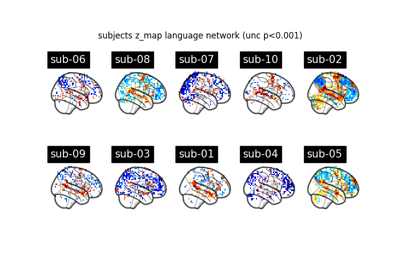 subjects z_map language network (unc p<0.001)
sub-06 sub-08 sub-07 sub-10 sub-02
sub-09 sub-03 sub-01 sub-04 sub-05